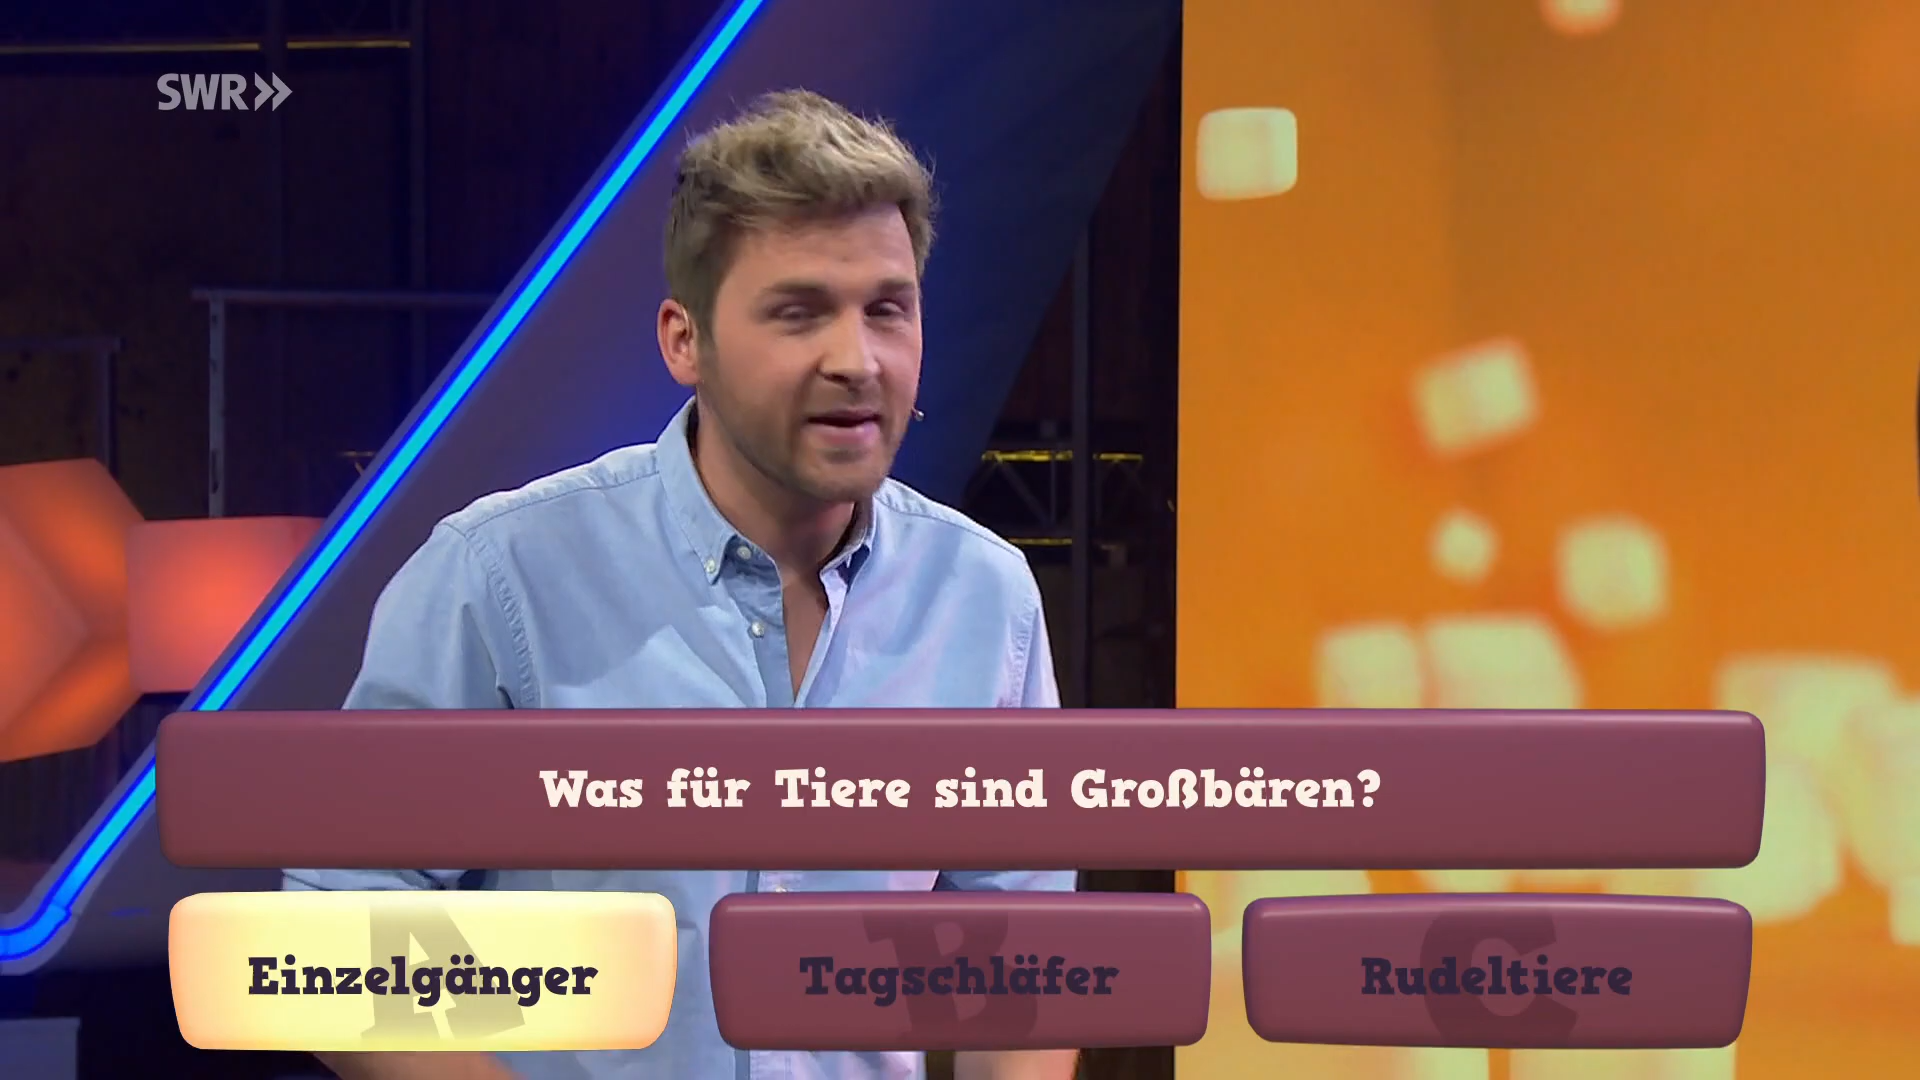 SWR»
Was für Tiere sind Großbären?
A
Einzelgänger
B
Tagschläfer
C
Rudeltiere